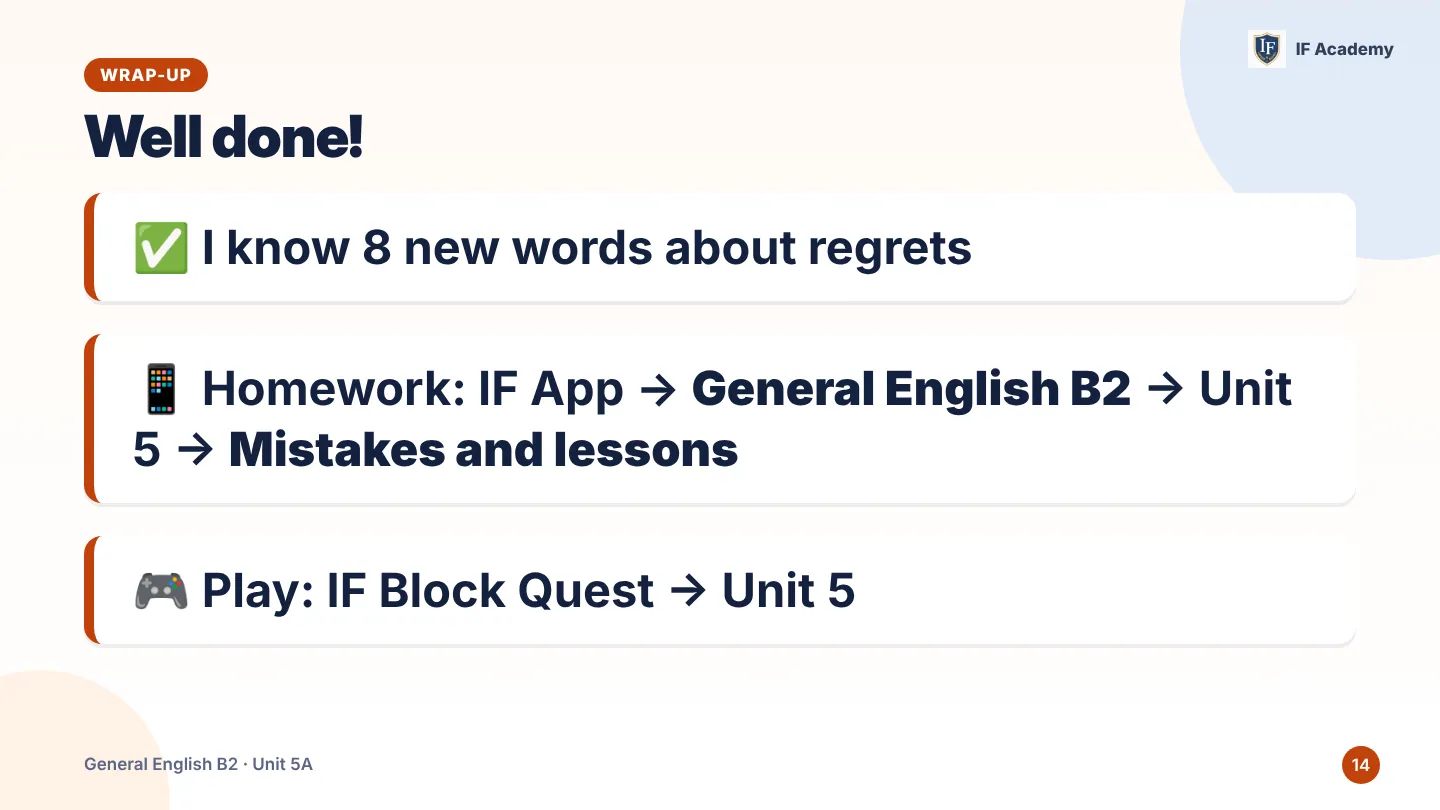 IF Academy
WRAP-UP
Well done!
✅ I know 8 new words about regrets
📱 Homework: IF App → General English B2 → Unit
5 → Mistakes and lessons
🎮 Play: IF Block Quest → Unit 5
General English B2 · Unit 5A
14